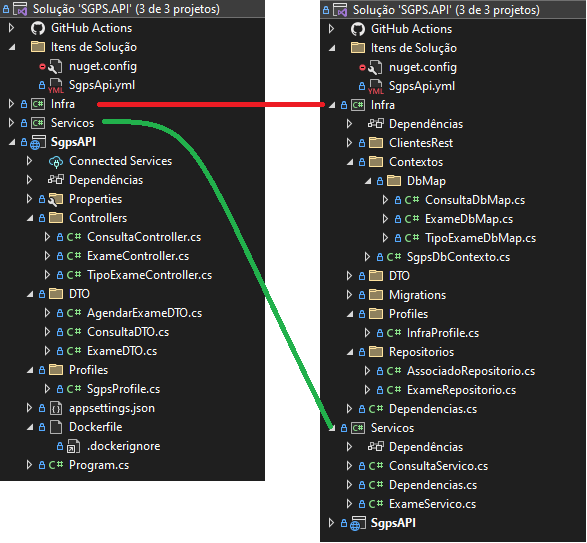 Solução 'SGPS.API' (3 de 3 projetos)
GitHub Actions
Itens de Solução
nuget.config
SgpsApi.yml
Infra
Servicos
SgpsAPI
Connected Services
Dependências
Properties
Controllers
ConsultaController.cs
ExameController.cs
TipoExameController.cs
DTO
AgendarExameDTO.cs
ConsultaDTO.cs
ExameDTO.cs
Profiles
SgpsProfile.cs
appsettings.json
Dockerfile
.dockerignore
Program.cs
Solução 'SGPS.API' (3 de 3 projetos)
GitHub Actions
Itens de Solução
nuget.config
SgpsApi.yml
Infra
Dependências
ClientesRest
Contextos
DbMap
ConsultaDbMap.cs
ExameDbMap.cs
TipoExameDbMap.cs
SgpsDbContexto.cs
DTO
Migrations
Profiles
InfraProfile.cs
Repositorios
AssociadoRepositorio.cs
ExameRepositorio.cs
Dependencias.cs
Servicos
Dependências
ConsultaServico.cs
Dependencias.cs
ExameServico.cs
SgpsAPI